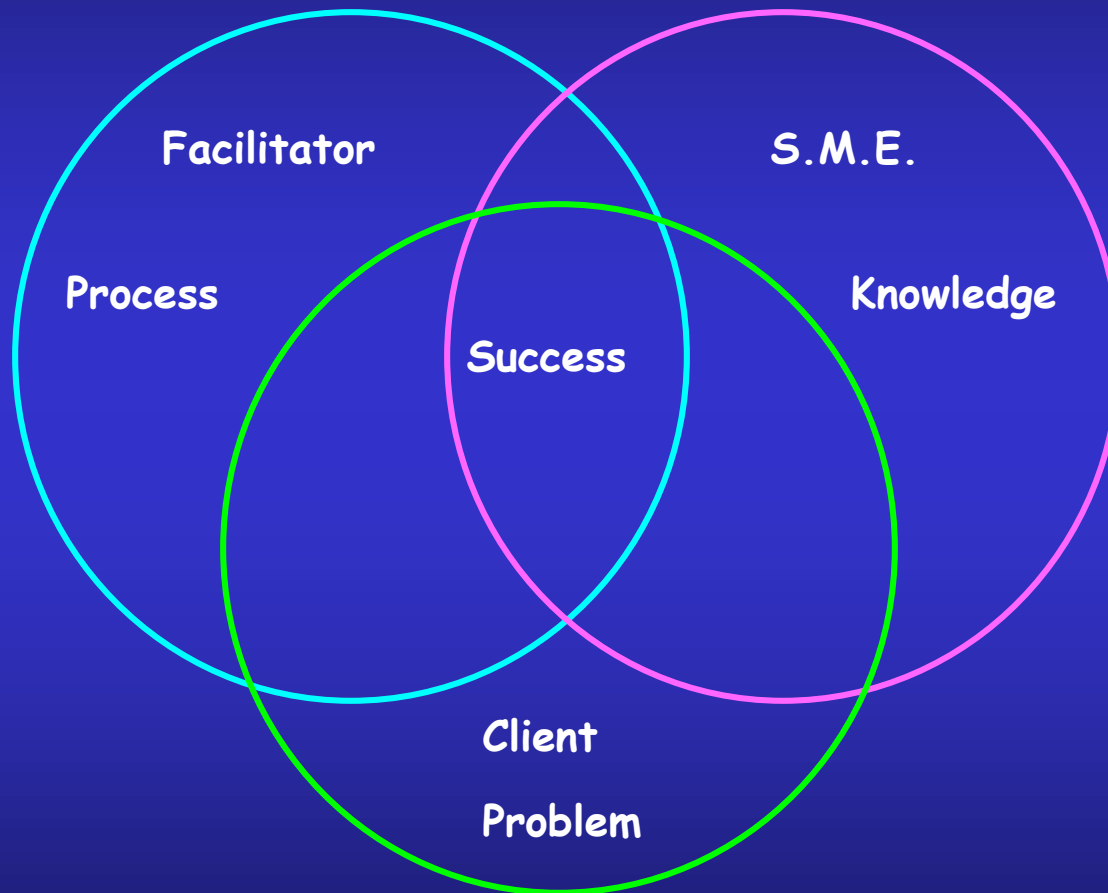 Facilitator
S.M.E.
Process
Knowledge
Success
Client
Problem